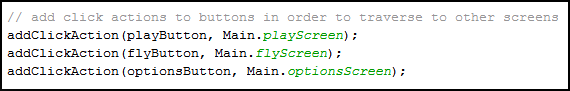 // add click actions to buttons in order to traverse to other screens
addClickAction(playButton, Main.playScreen);
addClickAction(flyButton, Main.flyScreen);
addClickAction(optionsButton, Main.optionsScreen);